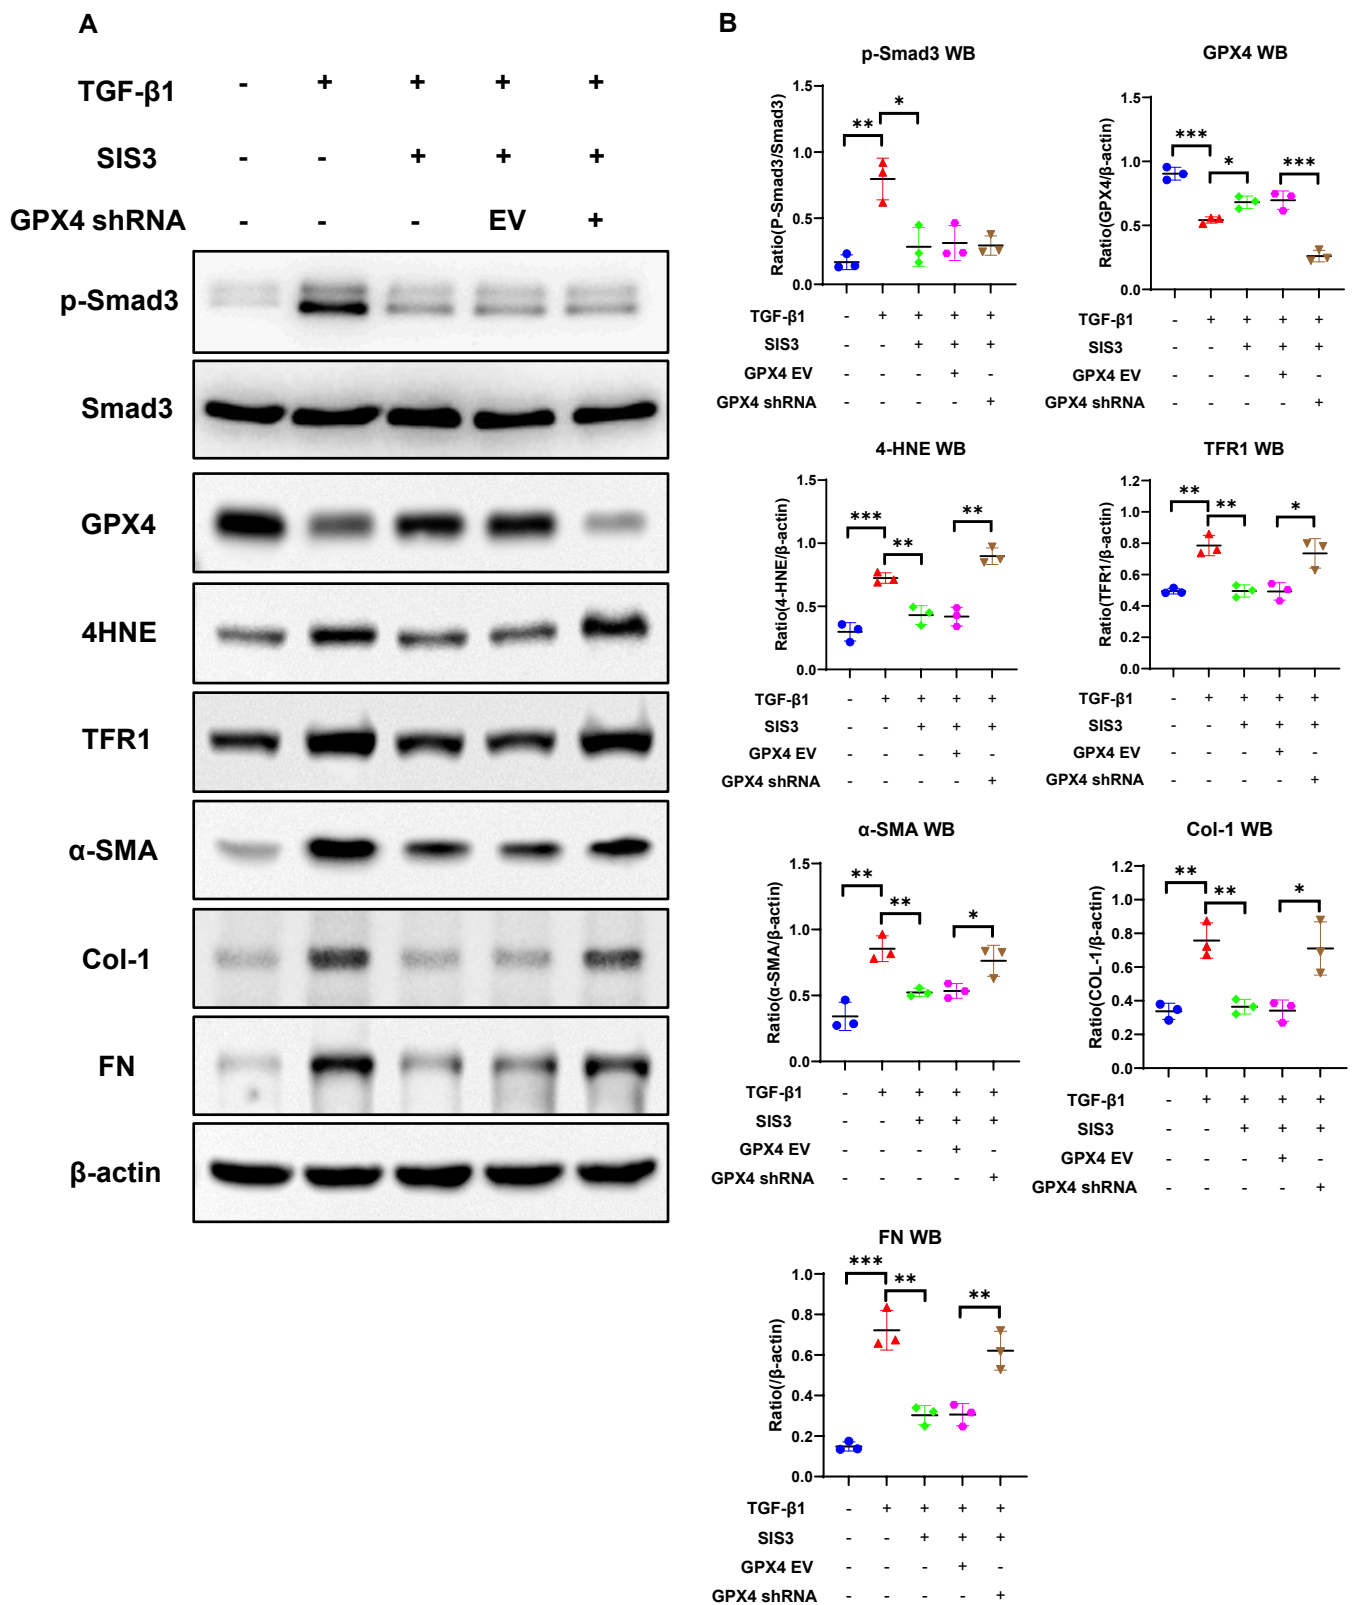 A
TGF-β1 - + + + +
SIS3 - - + + +
GPX4 shRNA - - - EV +
p-Smad3
Smad3
GPX4
4HNE
TFR1
α-SMA
Col-1
FN
β-actin
B
p-Smad3 WB
Ratio(P-Smad3/Smad3)
1.5
1.0
0.5
0.0
** *
TGF-β1 - + + + +
SIS3 - - + + +
GPX4 EV - - - + -
GPX4 shRNA - - - - +
GPX4 WB
Ratio(GPX4/β-actin)
1.5
1.0
0.5
0.0
*** * ***
TGF-β1 - + + + +
SIS3 - - + + +
GPX4 EV - - - + -
GPX4 shRNA - - - - +
4-HNE WB
Ratio(4-HNE/β-actin)
1.5
1.0
0.5
0.0
*** ** **
TGF-β1 - + + + +
SIS3 - - + + +
GPX4 EV - - - + -
GPX4 shRNA - - - - +
TFR1 WB
Ratio(TFR1/β-actin)
1.2
1.0
0.8
0.6
0.4
0.2
0.0
** ** *
TGF-β1 - + + + +
SIS3 - - + + +
GPX4 EV - - - + -
GPX4 shRNA - - - - +
α-SMA WB
Ratio(α-SMA/β-actin)
1.5
1.0
0.5
0.0
** ** *
TGF-β1 - + + + +
SIS3 - - + + +
GPX4 EV - - - + -
GPX4 shRNA - - - - +
Col-1 WB
Ratio(COL-1/β-actin)
1.2
1.0
0.8
0.6
0.4
0.2
0.0
** ** *
TGF-β1 - + + + +
SIS3 - - + + +
GPX4 EV - - - + -
GPX4 shRNA - - - - +
FN WB
Ratio(/β-actin)
1.0
0.8
0.6
0.4
0.2
0.0
*** ** **
TGF-β1 - + + + +
SIS3 - - + + +
GPX4 EV - - - + -
GPX4 shRNA - - - - +